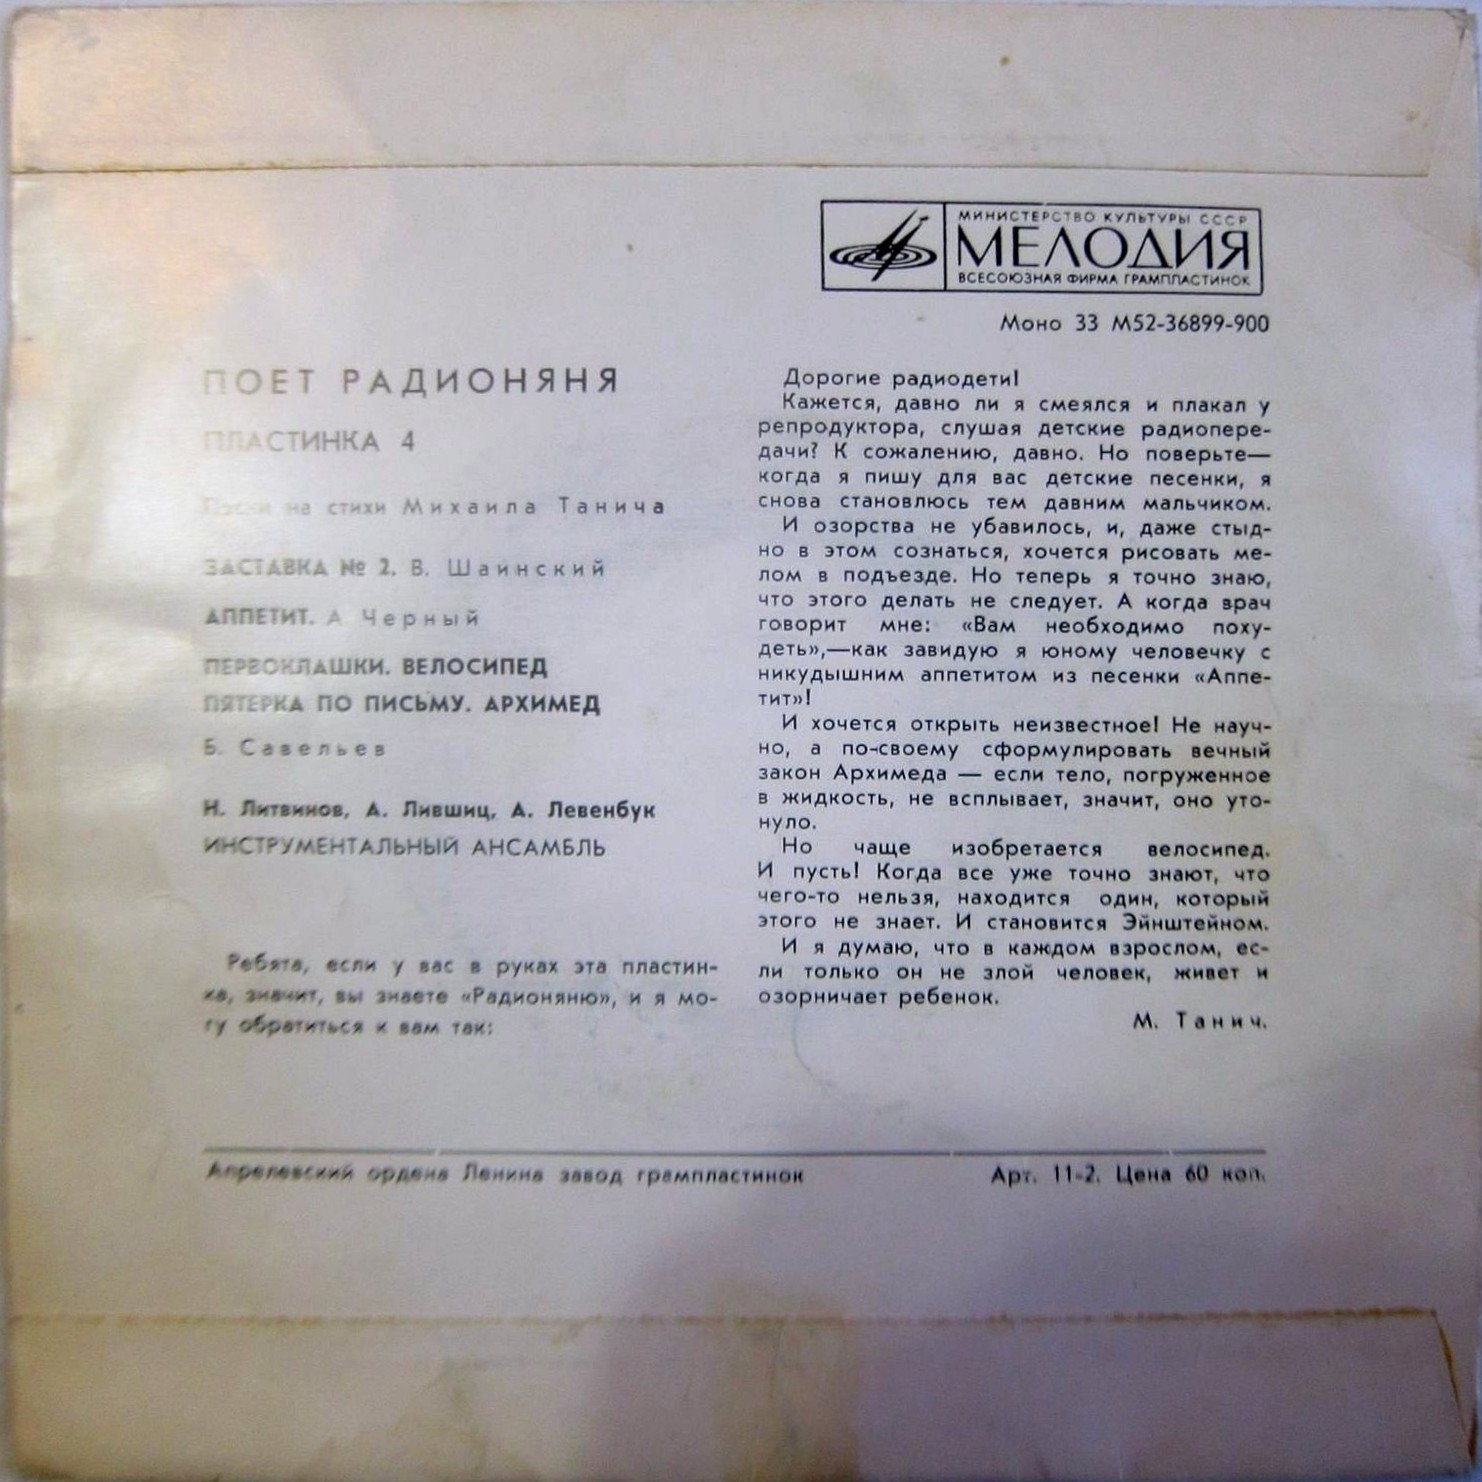 МИНИСТЕРСТВО КУЛЬТУРЫ СССР
МЕЛОДИЯ
ВСЕСОЮЗНАЯ ФИРМА ГРАМПЛАСТИНОК
Моно 33 М52-36899-900
ПОЕТ РАДИОНЯНЯ
ПЛАСТИНКА 4
Песни на стихи Михаила Танича
ЗАСТАВКА № 2. В. Шаинский
АППЕТИТ. А Черный
ПЕРВОКЛАШКИ. ВЕЛОСИПЕД
ПЯТЕРКА ПО ПИСЬМУ. АРХИМЕД
Б. Савельев
Н. Литвинов, А. Лившиц, А. Левенбук
ИНСТРУМЕНТАЛЬНЫЙ АНСАМБЛЬ
Ребята, если у вас в руках эта пластин-
ка, значит, вы знаете «Радионяню», и я мо-
гу обратиться к вам так:
Дорогие радиодети!
Кажется, давно ли я смеялся и плакал у
репродуктора, слушая детские радиопере-
дачи? К сожалению, давно. Но поверьте—
когда я пишу для вас детские песенки, я
снова становлюсь тем давним мальчиком.
И озорства не убавилось, и, даже стыд-
но в этом сознаться, хочется рисовать ме-
лом в подъезде. Но теперь я точно знаю,
что этого делать не следует. А когда врач
говорит мне: «Вам необходимо поху-
деть»,—как завидую я юному человечку с
никудышним аппетитом из песенки «Аппе-
тит»!
И хочется открыть неизвестное! Не науч-
но, а по-своему сформулировать вечный
закон Архимеда — если тело, погруженное
в жидкость, не всплывает, значит, оно уто-
нуло.
Но чаще изобретается велосипед.
И пусть! Когда все уже точно знают, что
чего-то нельзя, находится один, который
этого не знает. И становится Эйнштейном.
И я думаю, что в каждом взрослом, ес-
ли только он не злой человек, живет и
озорничает ребенок.
М. Танич.
Апрелевский ордена Ленина завод грампластинок
Арт. 11-2. Цена 60 коп.